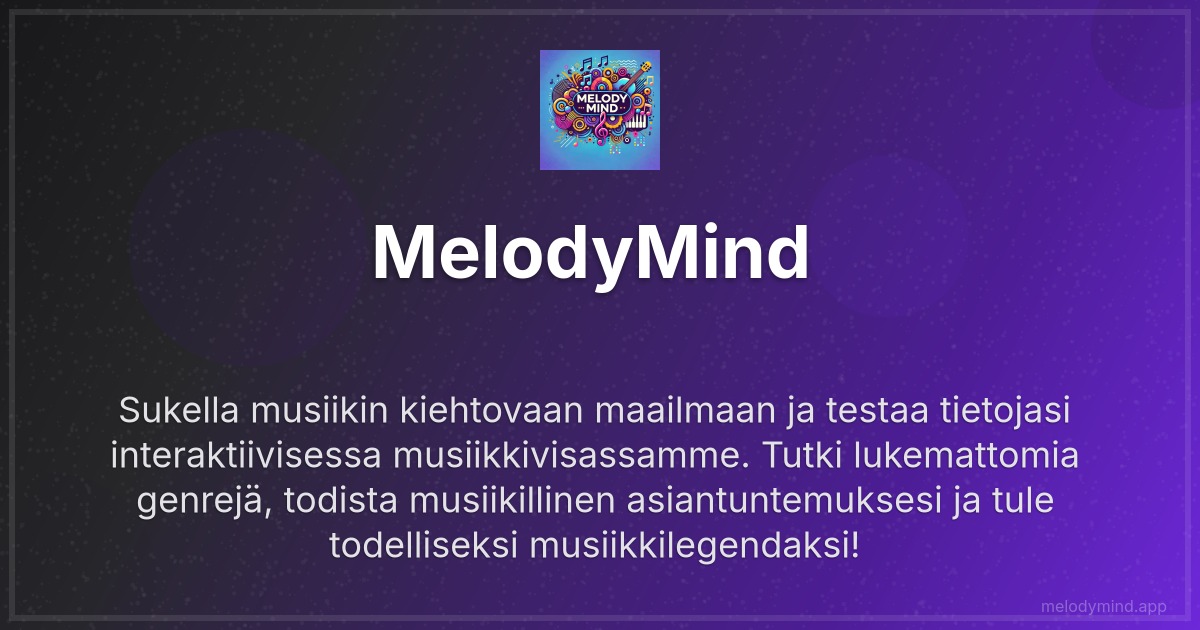 MELODY
MIND
MelodyMind
Sukella musiikin kiehtovaan maailmaan ja testaa tietojasi
interaktiivisessa musiikkivisassamme. Tutki lukemattomia
genrejä, todista musiikillinen asiantuntemuksesi ja tule
todelliseksi musiikkilegendaksi!
melodymind.app